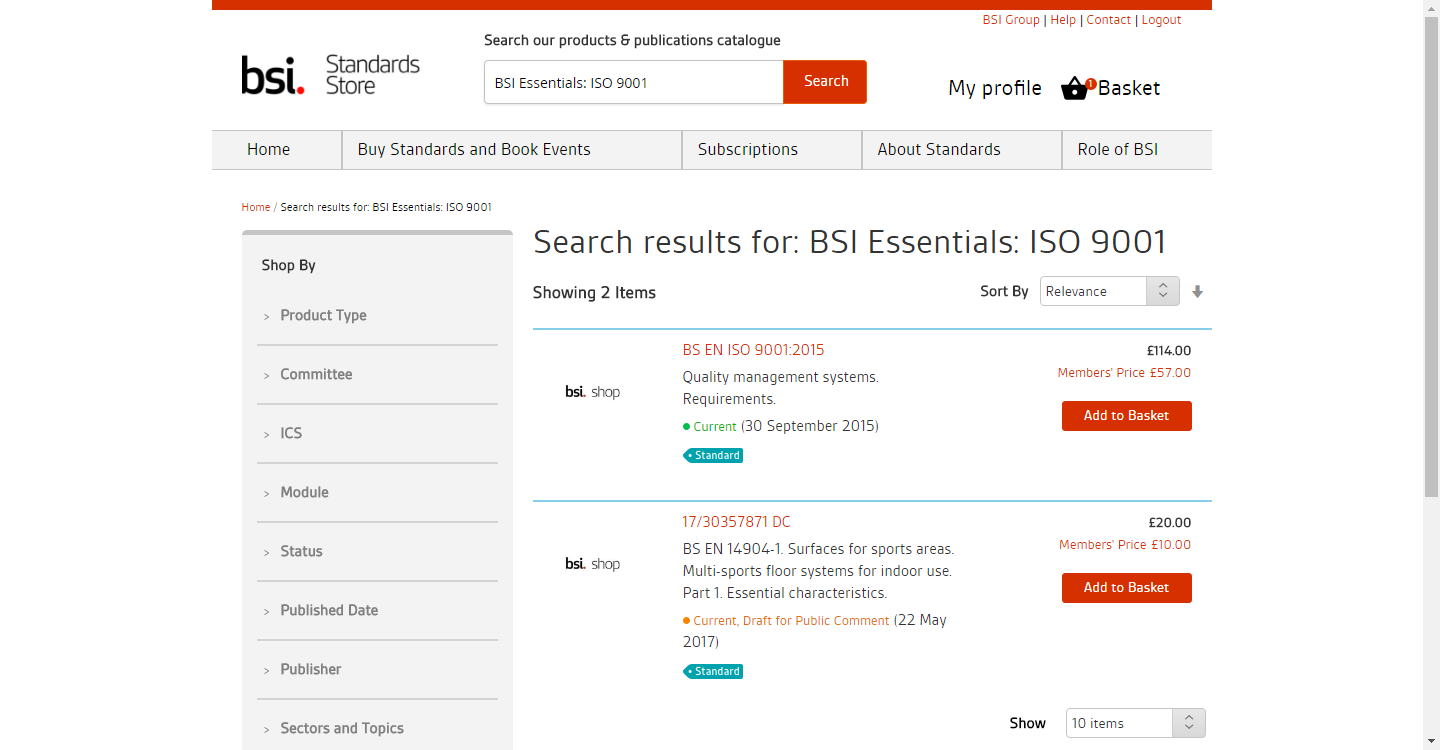 BSI Group | Help | Contact | Logout
Search our products & publications catalogue
bsi. Standards Store
BSI Essentials: ISO 9001
Search
My profile
1
Basket
Home
Buy Standards and Book Events
Subscriptions
About Standards
Role of BSI
Home / Search results for: BSI Essentials: ISO 9001
Shop By
> Product Type
> Committee
> ICS
> Module
> Status
> Published Date
> Publisher
> Sectors and Topics
Search results for: BSI Essentials: ISO 9001
Showing 2 Items
Sort By
Relevance
bsi. shop
BS EN ISO 9001:2015
Quality management systems.
Requirements.
Current (30 September 2015)
Standard
£114.00
Members' Price £57.00
Add to Basket
bsi. shop
17/30357871 DC
BS EN 14904-1. Surfaces for sports areas.
Multi-sports floor systems for indoor use.
Part 1. Essential characteristics.
Current, Draft for Public Comment (22 May
2017)
Standard
£20.00
Members' Price £10.00
Add to Basket
Show
10 items